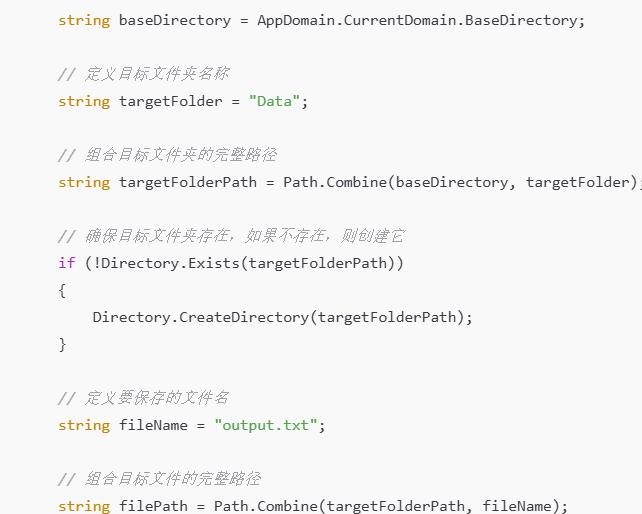 string baseDirectory = AppDomain.CurrentDomain.BaseDirectory;
// 定义目标文件夹名称
string targetFolder = "Data";
// 组合目标文件夹的完整路径
string targetFolderPath = Path.Combine(baseDirectory, targetFolder);
// 确保目标文件夹存在，如果不存在，则创建它
if (!Directory.Exists(targetFolderPath))
{
Directory.CreateDirectory(targetFolderPath);
}
// 定义要保存的文件名
string fileName = "output.txt";
// 组合目标文件的完整路径
string filePath = Path.Combine(targetFolderPath, fileName);